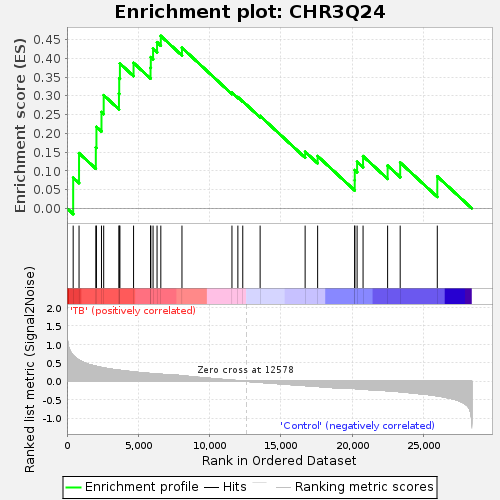 Enrichment plot: CHR3Q24
Enrichment score (ES)
0.45
0.40
0.35
0.30
0.25
0.20
0.15
0.10
0.05
0.00
'TB' (positively correlated)
Ranked list metric (Signal2Noise)
2.0
1.5
1.0
0.5
0.0
-0.5
-1.0
Zero cross at 12578
'Control' (negatively correlated)
0 5,000 10,000 15,000 20,000 25,000
Rank in Ordered Dataset
Enrichment profile Hits Ranking metric scores